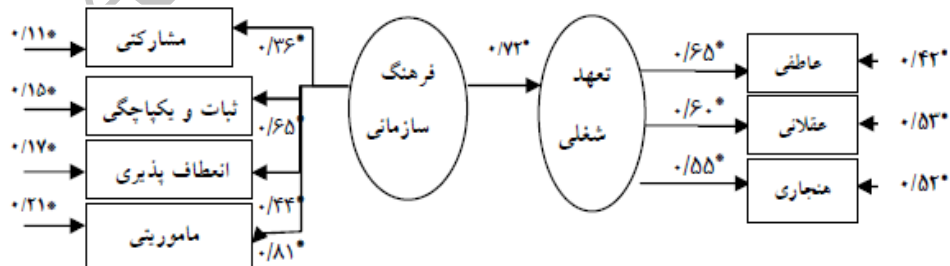 ۰/۱۱*
مشارکتی
۰/۳۶*
۰/۱۵*
ثبات و یکپاچگی
۰/۶۵*
۰/۱۷*
انعطاف پذیری
۰/۴۴*
۰/۲۱*
ماموریتی
۰/۸۱*
فرهنگ
سازمانی
۰/۷۲*
تعهد
شغلی
۰/۶۵*
عاطفی
۰/۴۲*
۰/۶۰*
عقلانی
۰/۵۳*
۰/۵۵*
هنجاری
۰/۵۲*